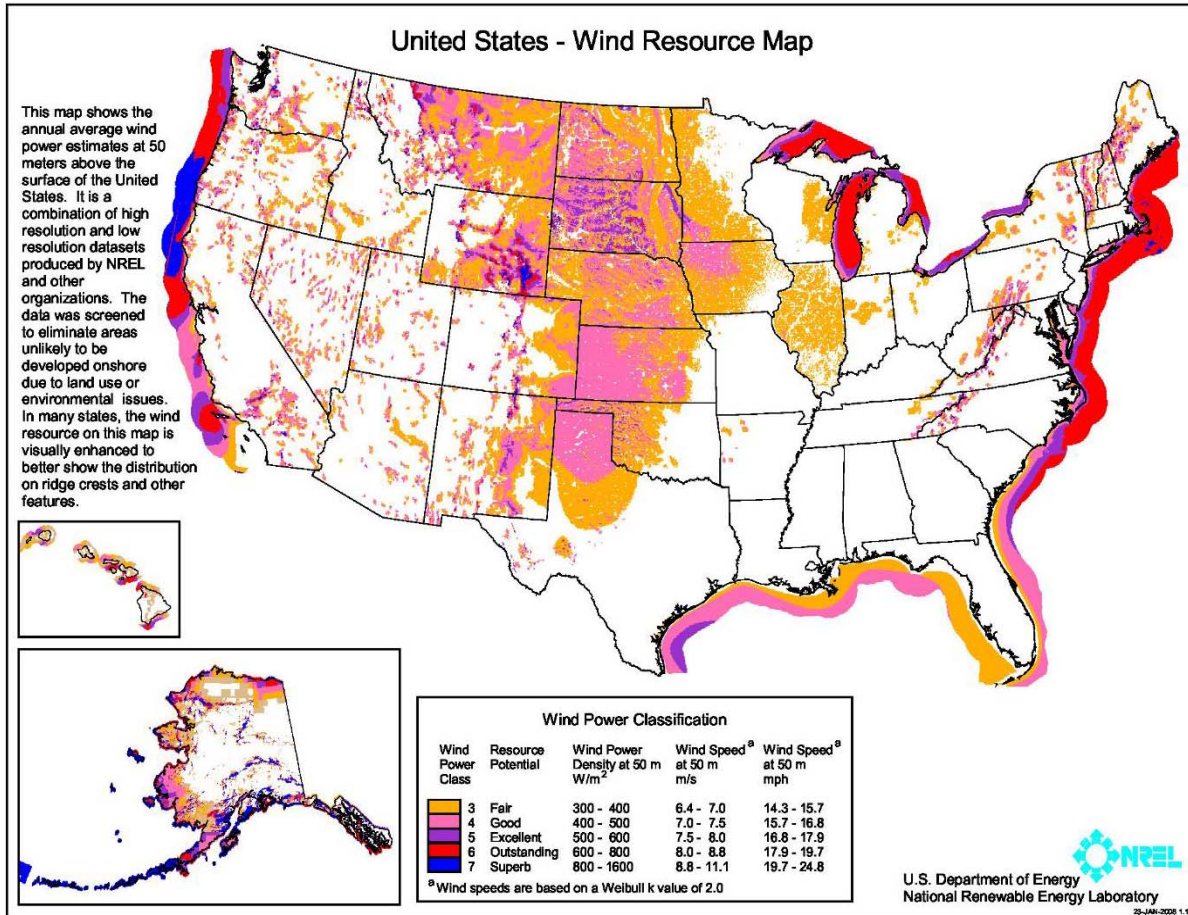 United States - Wind Resource Map
This map shows the
annual average wind
power estimates at 50
meters above the
surface of the United
States. It is a
combination of high
resolution and low
resolution datasets
produced by NREL
and other
organizations. The
data was screened
to eliminate areas
unlikely to be
developed onshore
due to land use or
environmental issues.
In many states, the wind
resource on this map is
visually enhanced to
better show the distribution
on ridge crests and other
features.
Wind Power Classification
Wind Power Class Resource Potential Wind Power Density at 50 m W/m² Wind Speed ª at 50 m m/s Wind Speed ª at 50 m mph
3 Fair 300 - 400 6.4 - 7.0 14.3 - 15.7
4 Good 400 - 500 7.0 - 7.5 15.7 - 16.8
5 Excellent 500 - 600 7.5 - 8.0 16.8 - 17.9
6 Outstanding 600 - 800 8.0 - 8.8 17.9 - 19.7
7 Superb 800 - 1600 8.8 - 11.1 19.7 - 24.8
ª Wind speeds are based on a Weibull k value of 2.0
NREL
U.S. Department of Energy
National Renewable Energy Laboratory